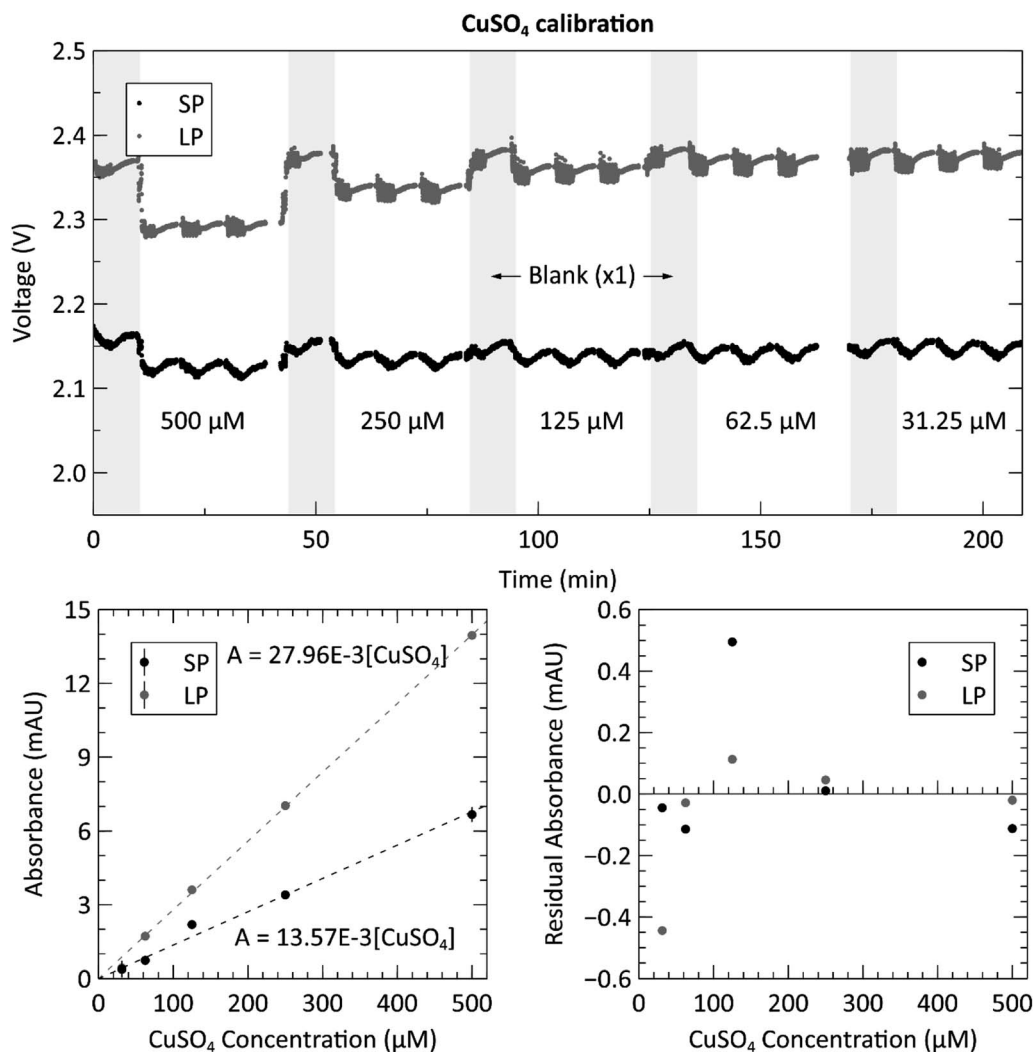 CuSO₄ calibration
2.5
2.4
2.3
2.2
2.1
2.0
Voltage (V)
SP
LP
Blank (x1)
500 µM
250 µM
125 µM
62.5 µM
31.25 µM
0
50
100
150
200
Time (min)
15
12
9
6
3
0
Absorbance (mAU)
SP
LP
A = 27.96E-3[CuSO₄]
A = 13.57E-3[CuSO₄]
0
100
200
300
400
500
CuSO₄ Concentration (µM)
0.6
0.4
0.2
0.0
−0.2
−0.4
−0.6
Residual Absorbance (mAU)
SP
LP
0
100
200
300
400
500
CuSO₄ Concentration (µM)